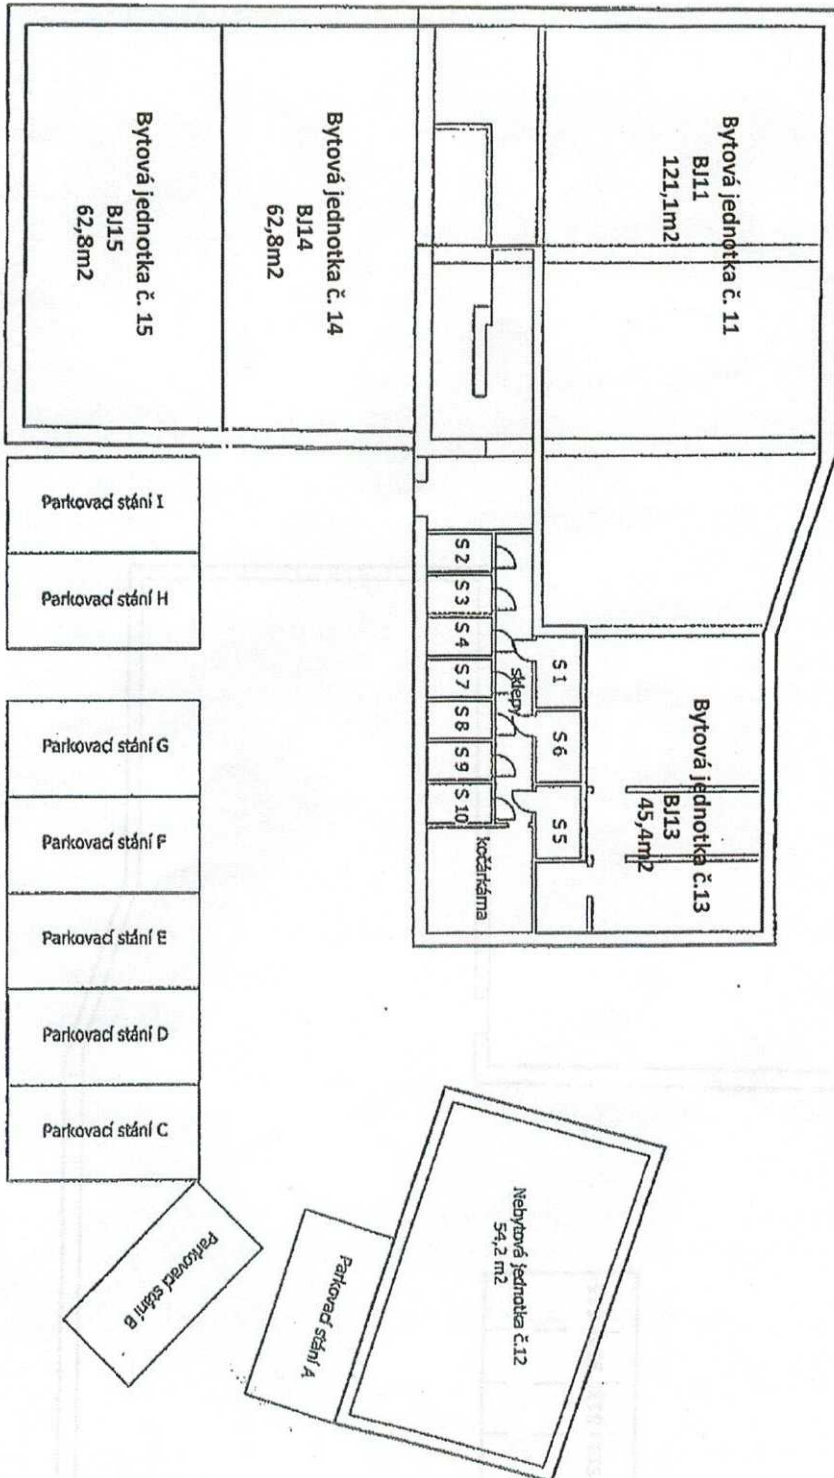 Bytová jednotka č. 11
BJ11
121,1m2
Bytová jednotka č. 14
BJ14
62,8m2
Bytová jednotka č. 15
BJ15
62,8m2
Bytová jednotka č.13
BJ13
45,4m2
S1
S6
S5
sklepy
S2
S3
S4
S7
S8
S9
S10
kočárkárna
Parkovací stání I
Parkovací stání H
Parkovací stání G
Parkovací stání F
Parkovací stání E
Parkovací stání D
Parkovací stání C
Parkovací stání B
Parkovací stání A
Nebytová jednotka č.12
54,2 m2